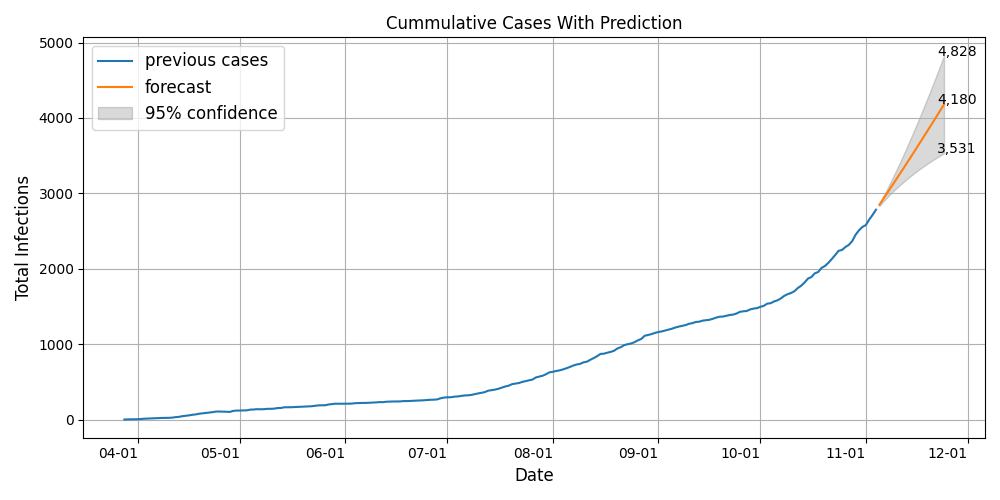 Cummulative Cases With Prediction
5000
4000
3000
2000
1000
0
Total Infections
previous cases
forecast
95% confidence
4,828
4,180
3,531
04-01 05-01 06-01 07-01 08-01 09-01 10-01 11-01 12-01
Date